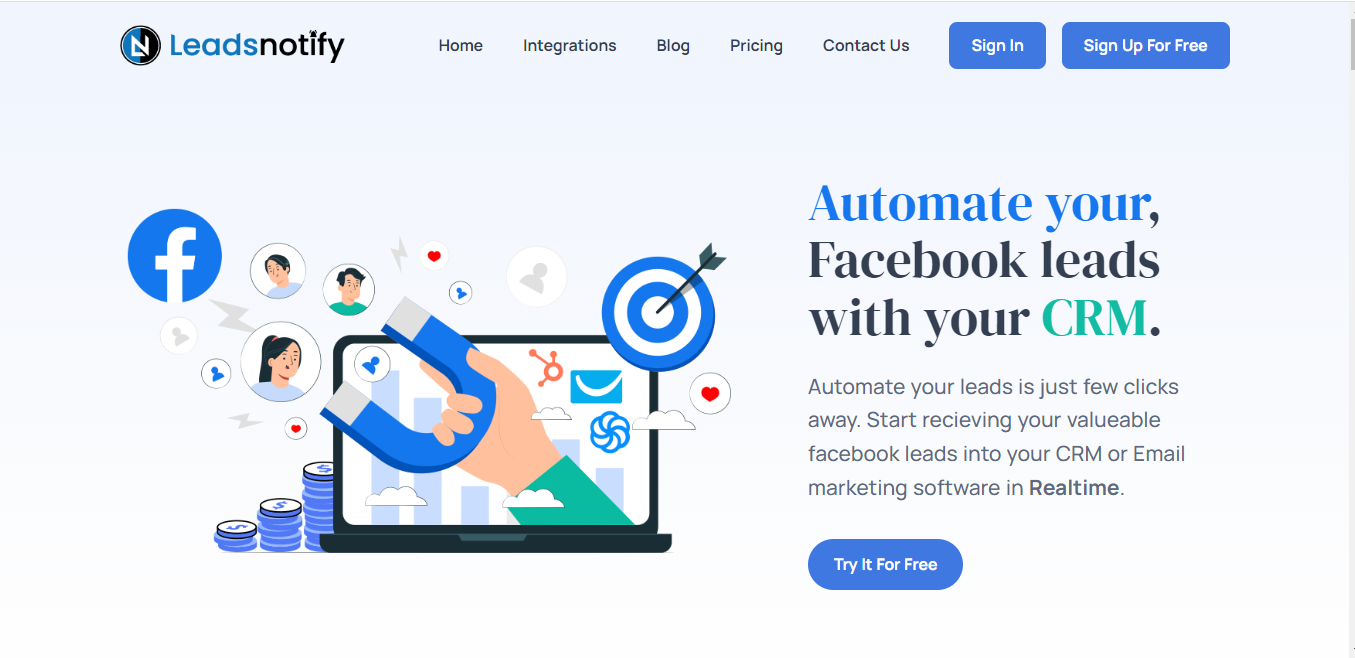 Leadsnotify
Home
Integrations
Blog
Pricing
Contact Us
Sign In
Sign Up For Free
Automate your,
Facebook leads
with your CRM.
Automate your leads is just few clicks
away. Start recieving your valueable
facebook leads into your CRM or Email
marketing software in Realtime.
Try It For Free